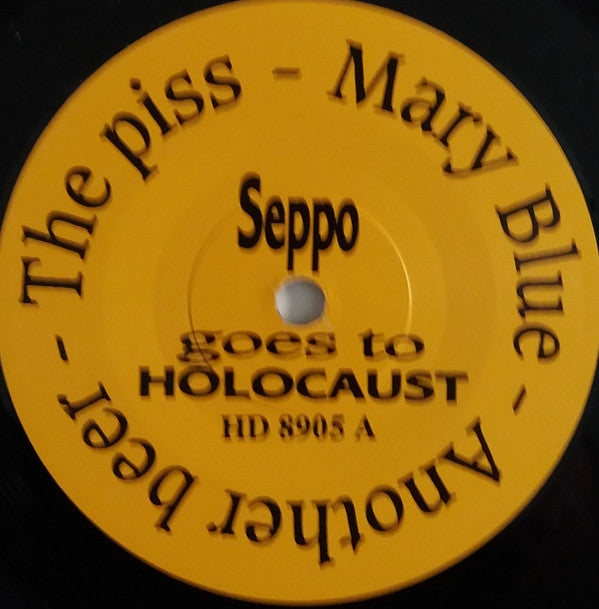 The piss - Mary Blue - Another beer -
Seppo
goes to
HOLOCAUST
HD 8905 A